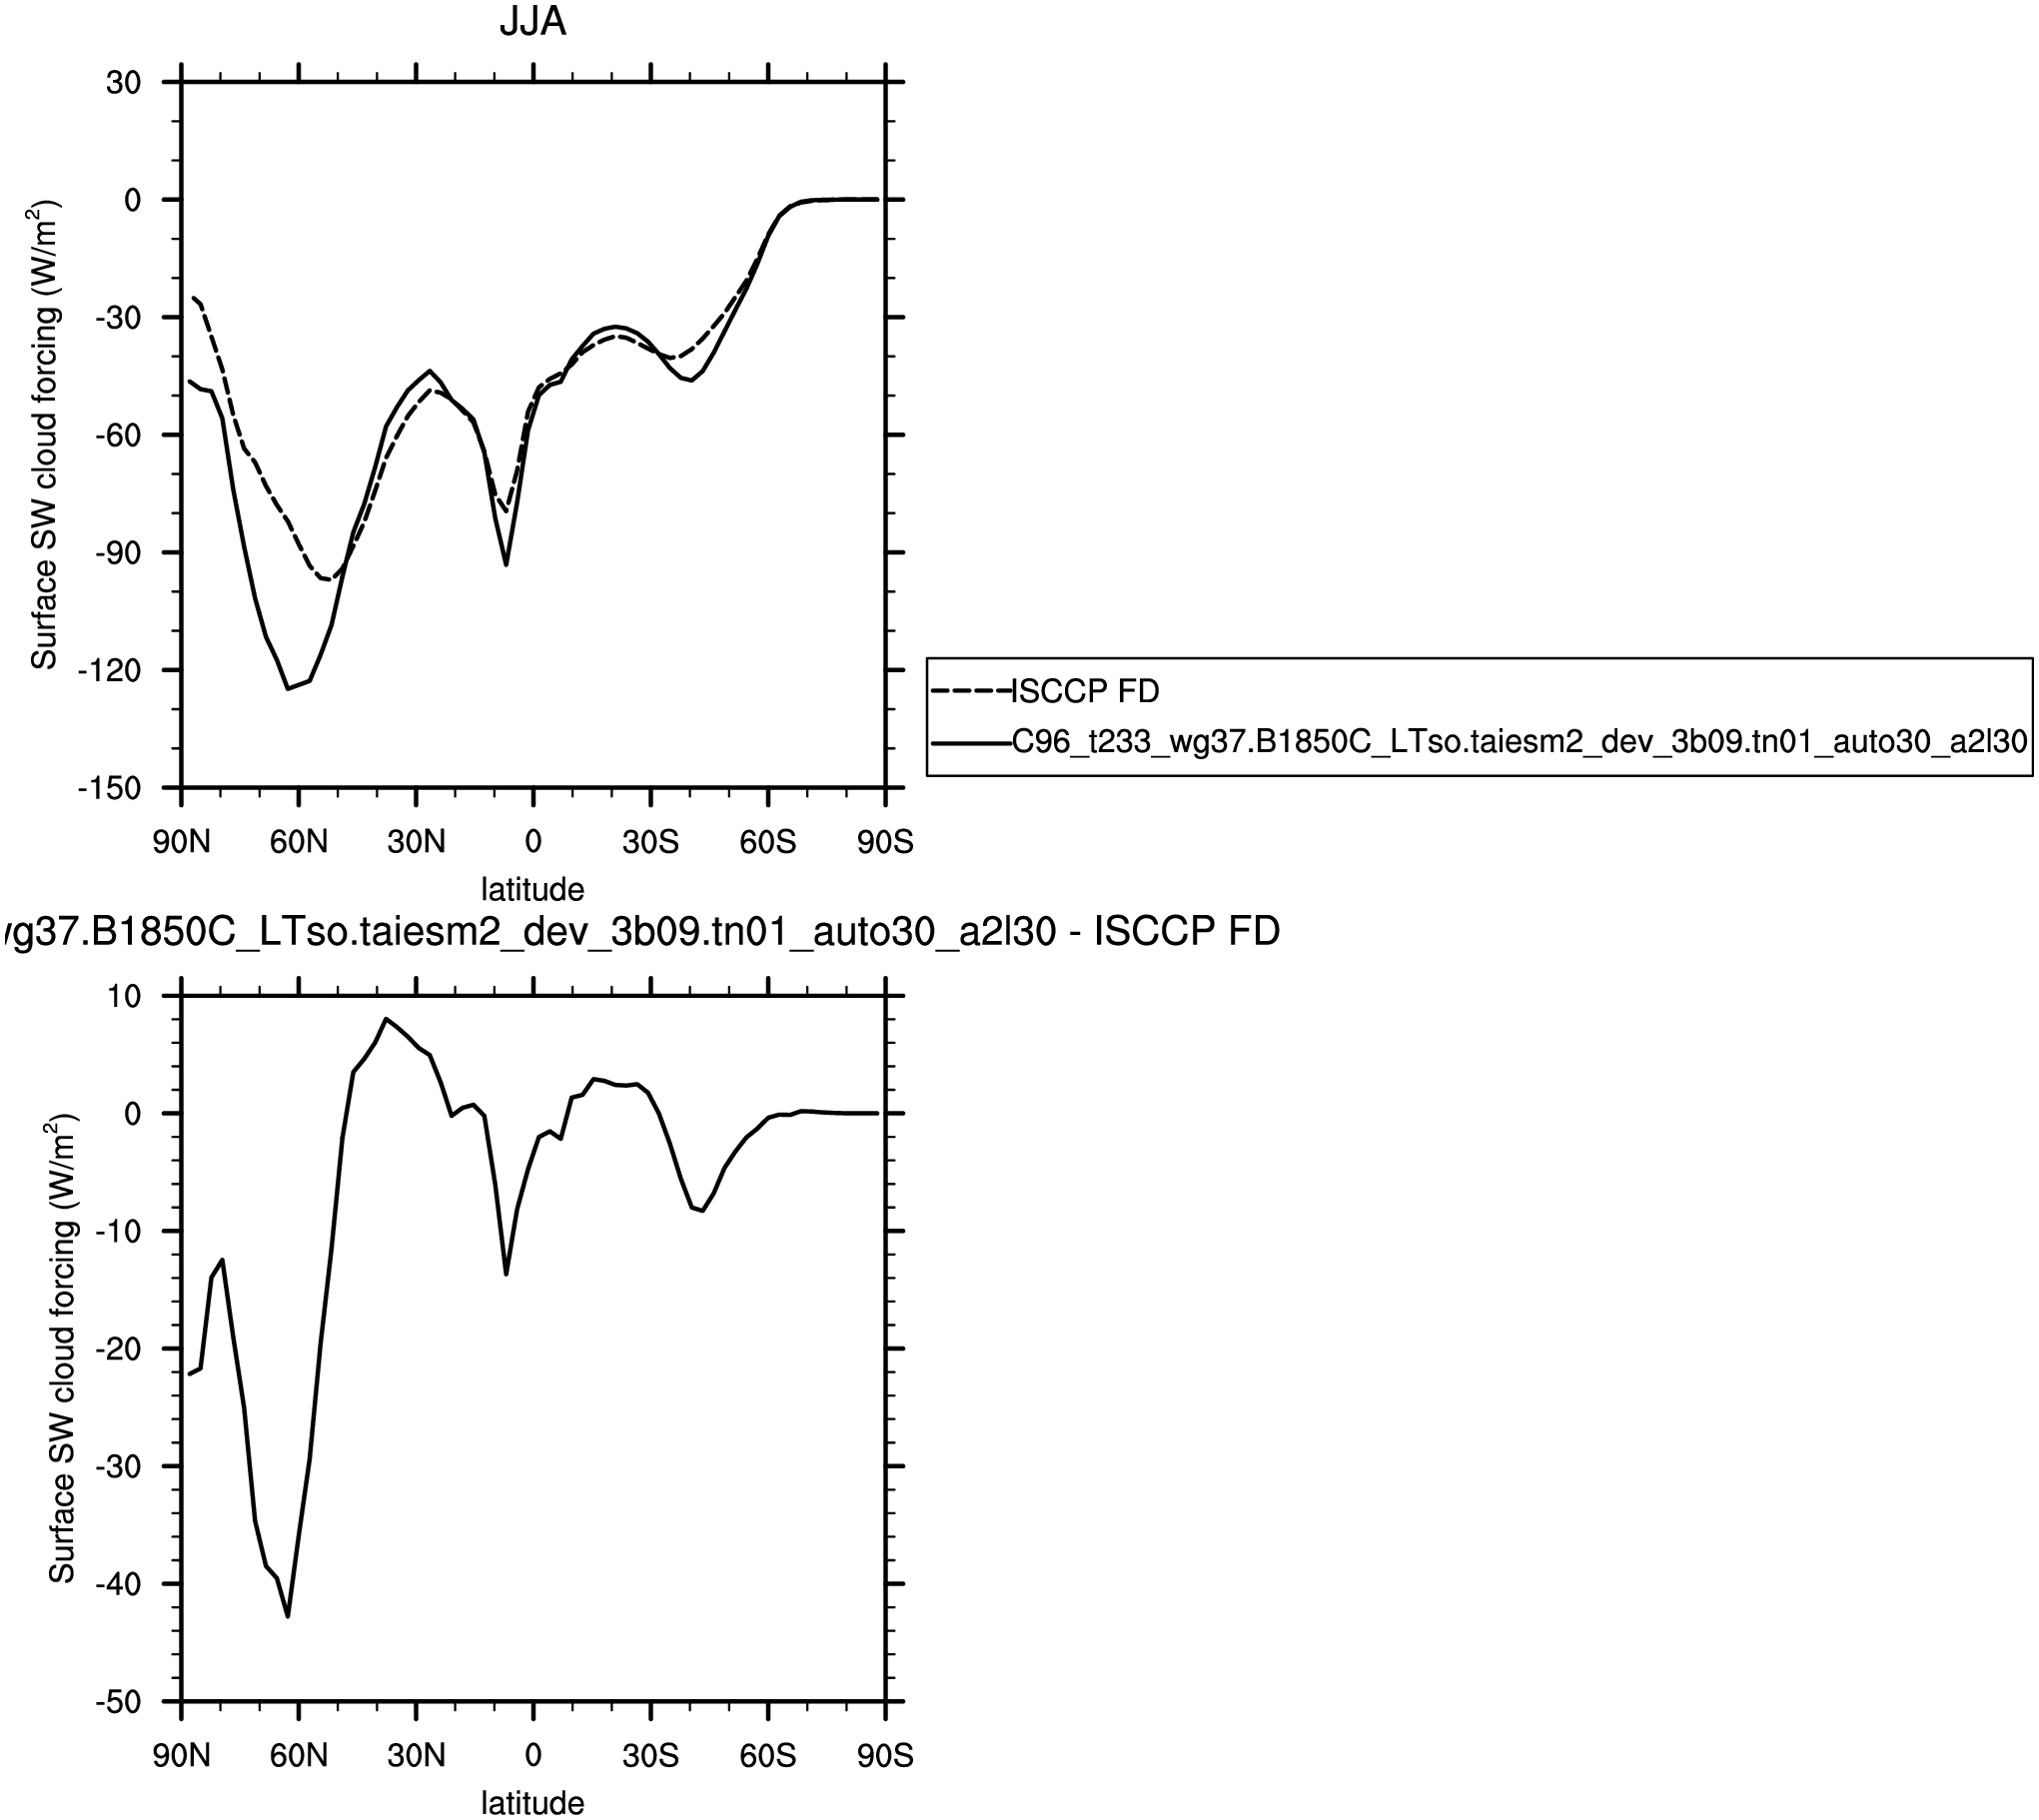 JJA
30
0
-30
-60
-90
-120
-150
Surface SW cloud forcing (W/m²)
90N 60N 30N 0 30S 60S 90S
latitude
ISCCP FD
C96_t233_wg37.B1850C_LTso.taiesm2_dev_3b09.tn01_auto30_a2l30
g37.B1850C_LTso.taiesm2_dev_3b09.tn01_auto30_a2l30 - ISCCP FD
10
0
-10
-20
-30
-40
-50
Surface SW cloud forcing (W/m²)
90N 60N 30N 0 30S 60S 90S
latitude